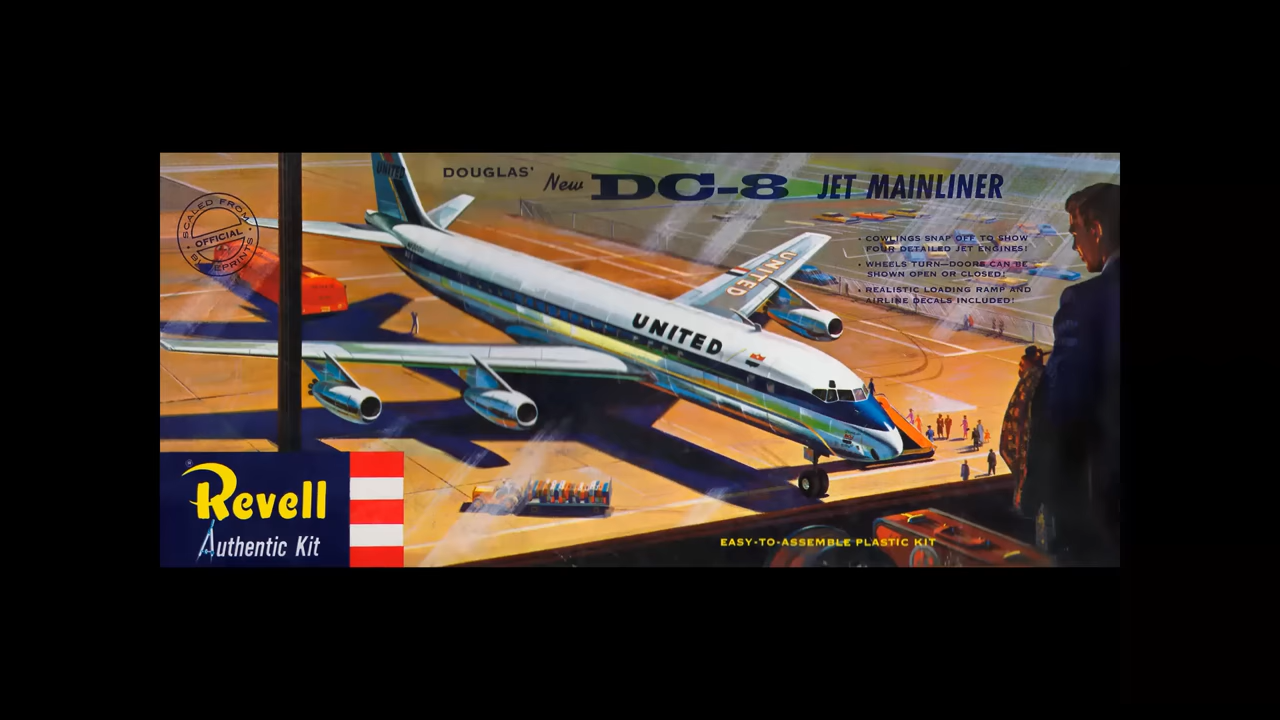 DOUGLAS' New DC-8 JET MAINLINER
UNITED
SCALED FROM
OFFICIAL
BLUEPRINTS
• COWLINGS SNAP OFF TO SHOW
FOUR DETAILED JET ENGINES!
• WHEELS TURN—DOORS CAN BE
SHOWN OPEN OR CLOSED!
• REALISTIC LOADING RAMP AND
AIRLINE DECALS INCLUDED!
UNITED
UNITED
Revell
®
Authentic Kit
EASY-TO-ASSEMBLE PLASTIC KIT